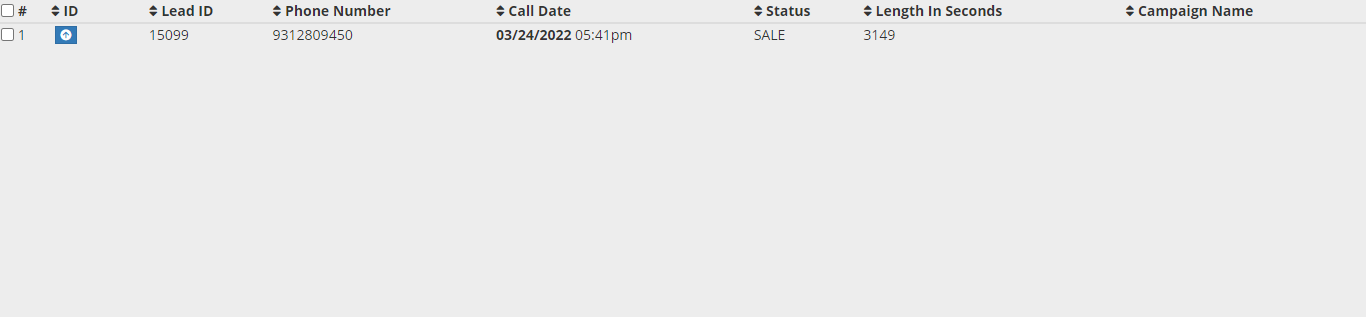 # ID Lead ID Phone Number Call Date Status Length In Seconds Campaign Name
1 15099 9312809450 03/24/2022 05:41pm SALE 3149